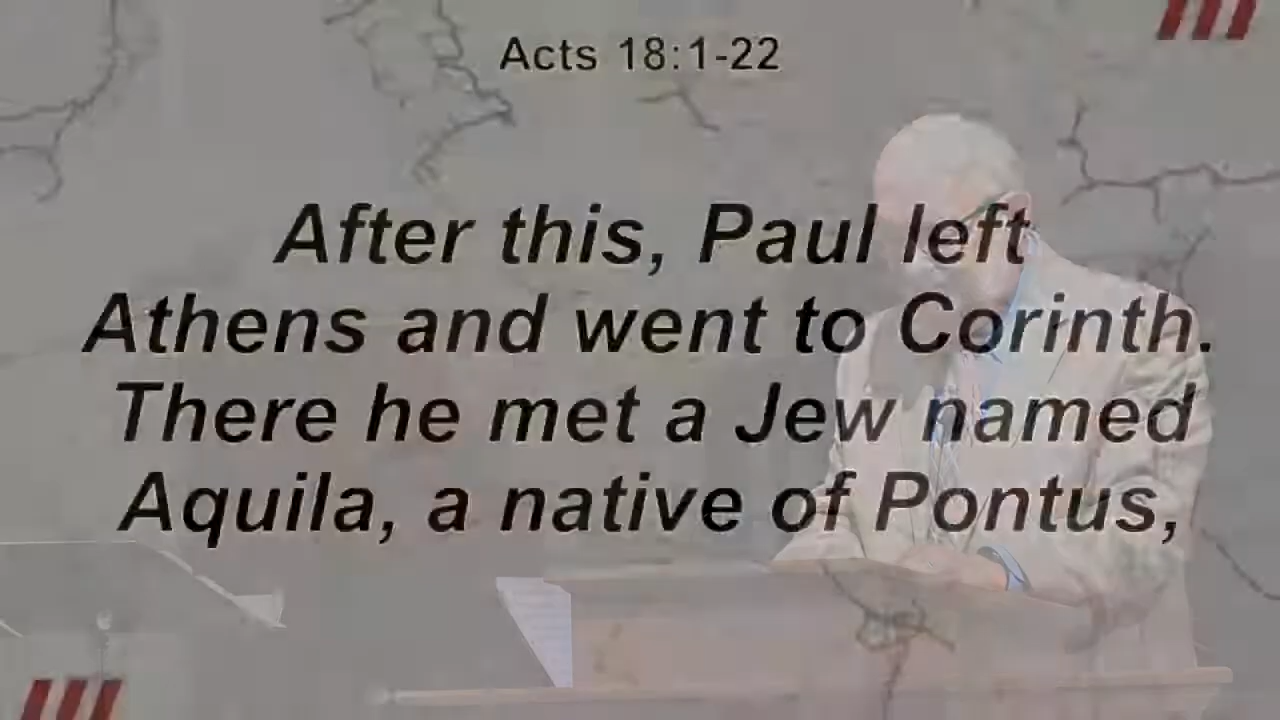 Acts 18:1-22
After this, Paul left
Athens and went to Corinth.
There he met a Jew named
Aquila, a native of Pontus,